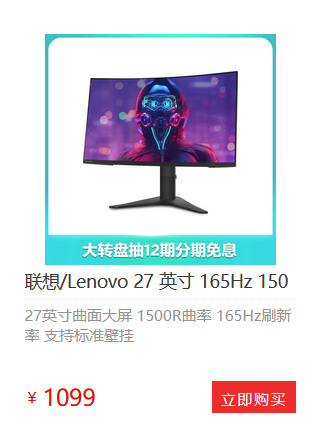 大转盘抽12期分期免息
联想/Lenovo 27 英寸 165Hz 150
27英寸曲面大屏 1500R曲率 165Hz刷新
率 支持标准壁挂
¥ 1099
立即购买